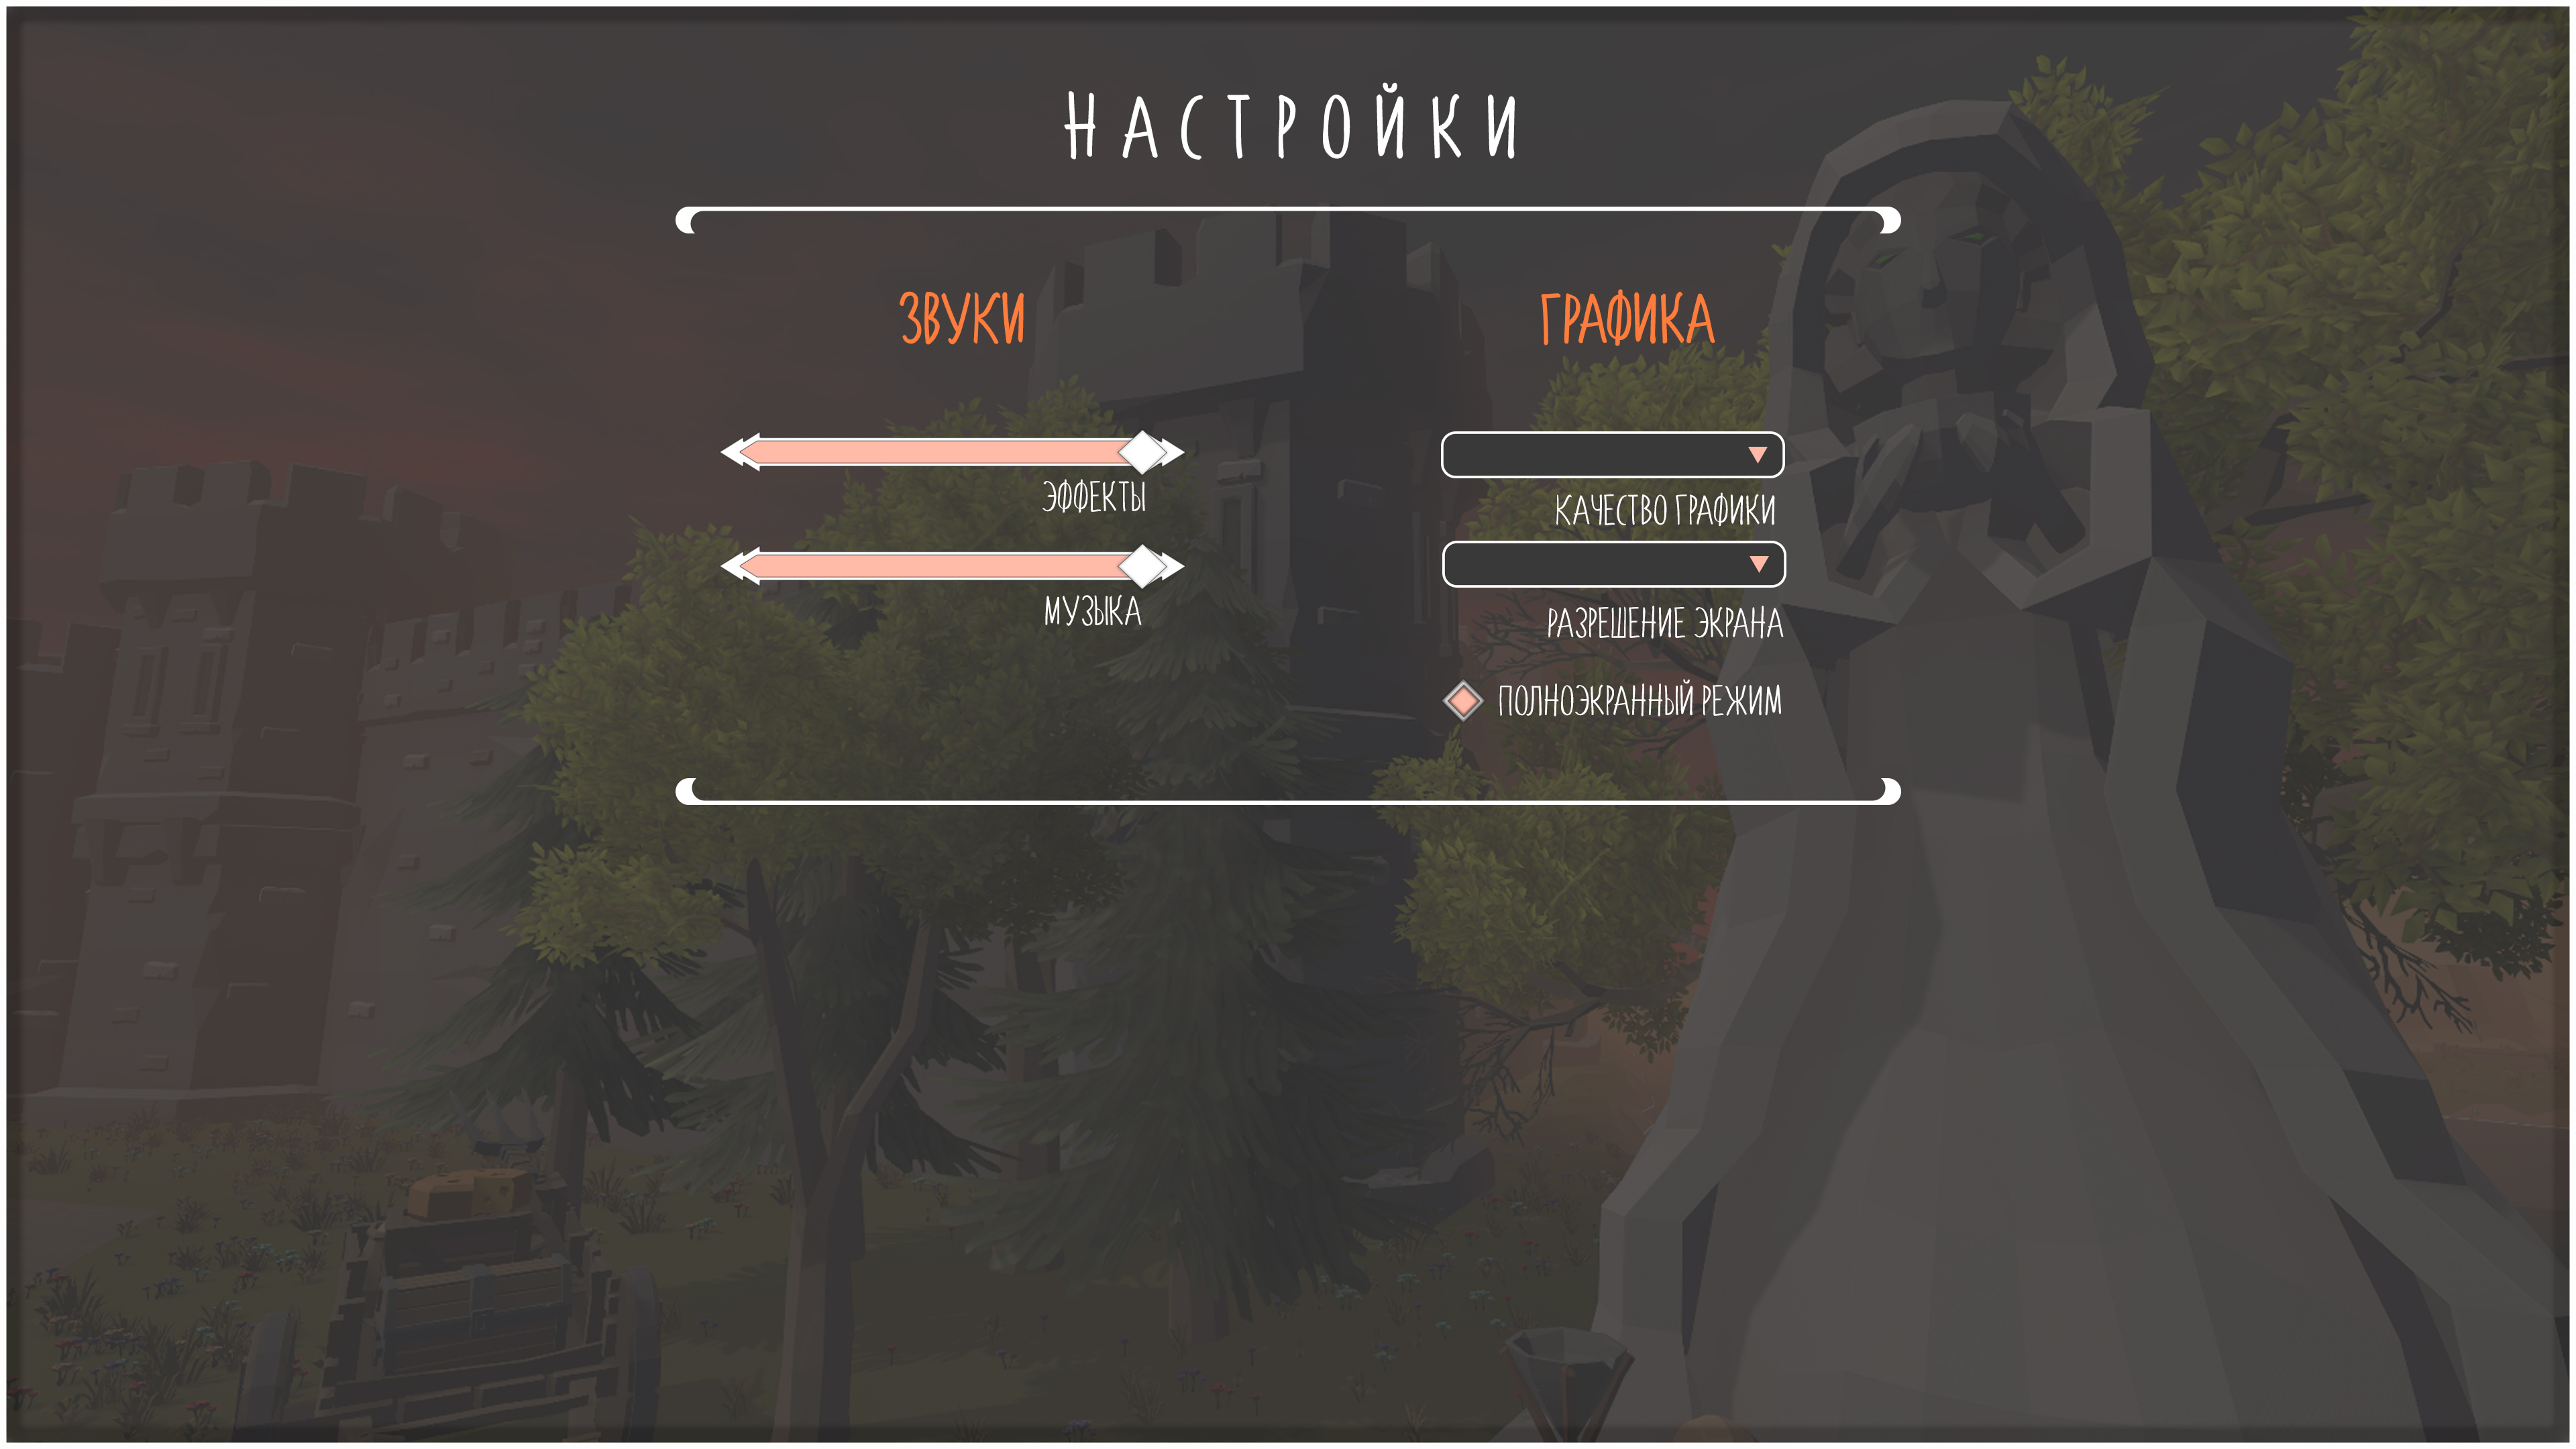 НАСТРОЙКИ
ЗВУКИ
ЭФФЕКТЫ
МУЗЫКА
ГРАФИКА
КАЧЕСТВО ГРАФИКИ
РАЗРЕШЕНИЕ ЭКРАНА
ПОЛНОЭКРАННЫЙ РЕЖИМ